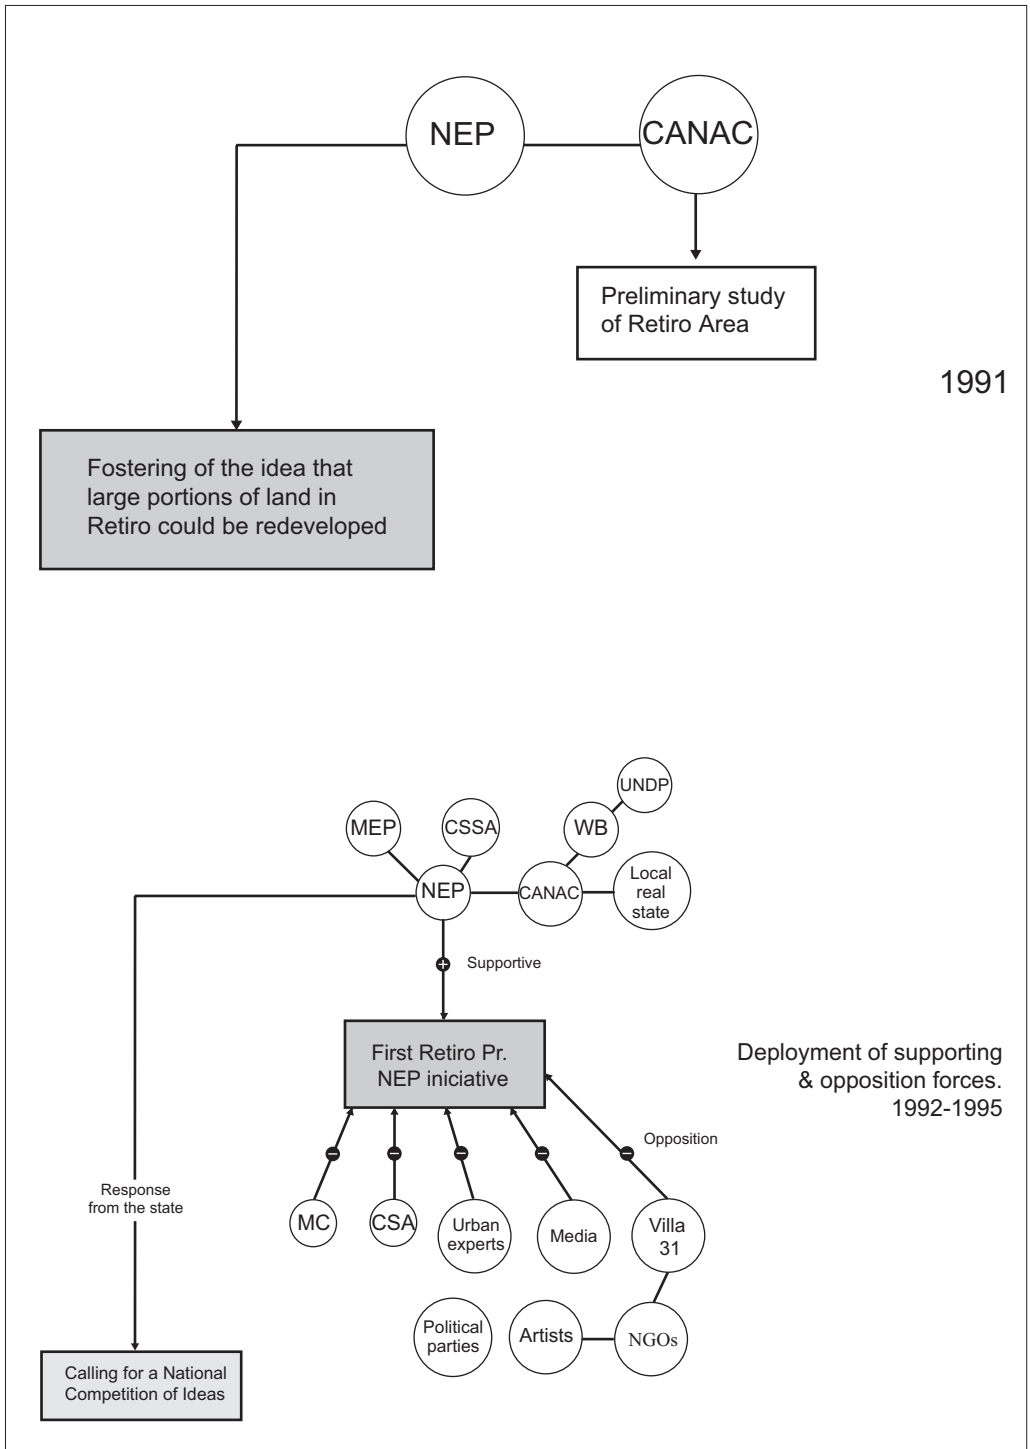 NEP
CANAC
Preliminary study
of Retiro Area
1991
Fostering of the idea that
large portions of land in
Retiro could be redeveloped
UNDP
MEP
CSSA
WB
NEP
CANAC
Local
real
state
+
Supportive
First Retiro Pr.
NEP iniciative
Deployment of supporting
& opposition forces.
1992-1995
Opposition
−
−
−
−
−
Response
from the state
MC
CSA
Urban
experts
Media
Villa
31
Political
parties
Artists
NGOs
Calling for a National
Competition of Ideas